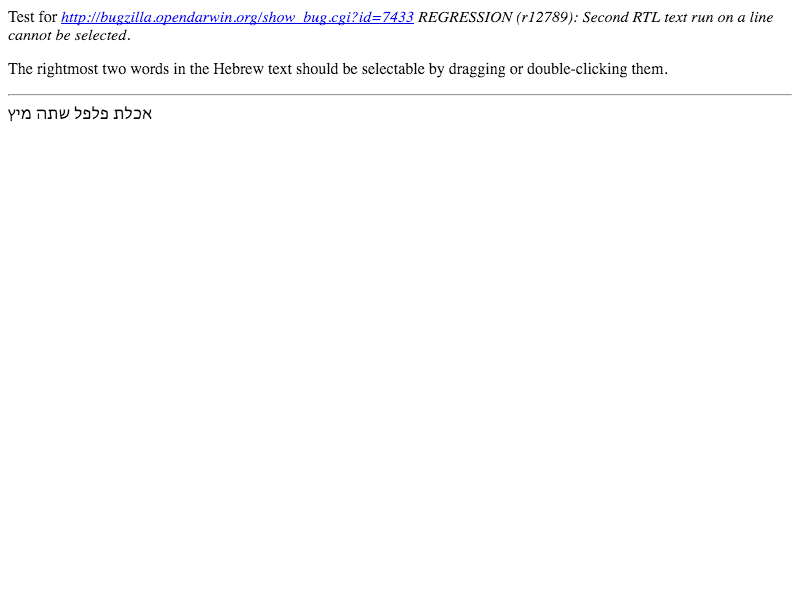 Test for http://bugzilla.opendarwin.org/show_bug.cgi?id=7433 REGRESSION (r12789): Second RTL text run on a line
cannot be selected.
The rightmost two words in the Hebrew text should be selectable by dragging or double-clicking them.
אכלת פלפל שתה מיץ